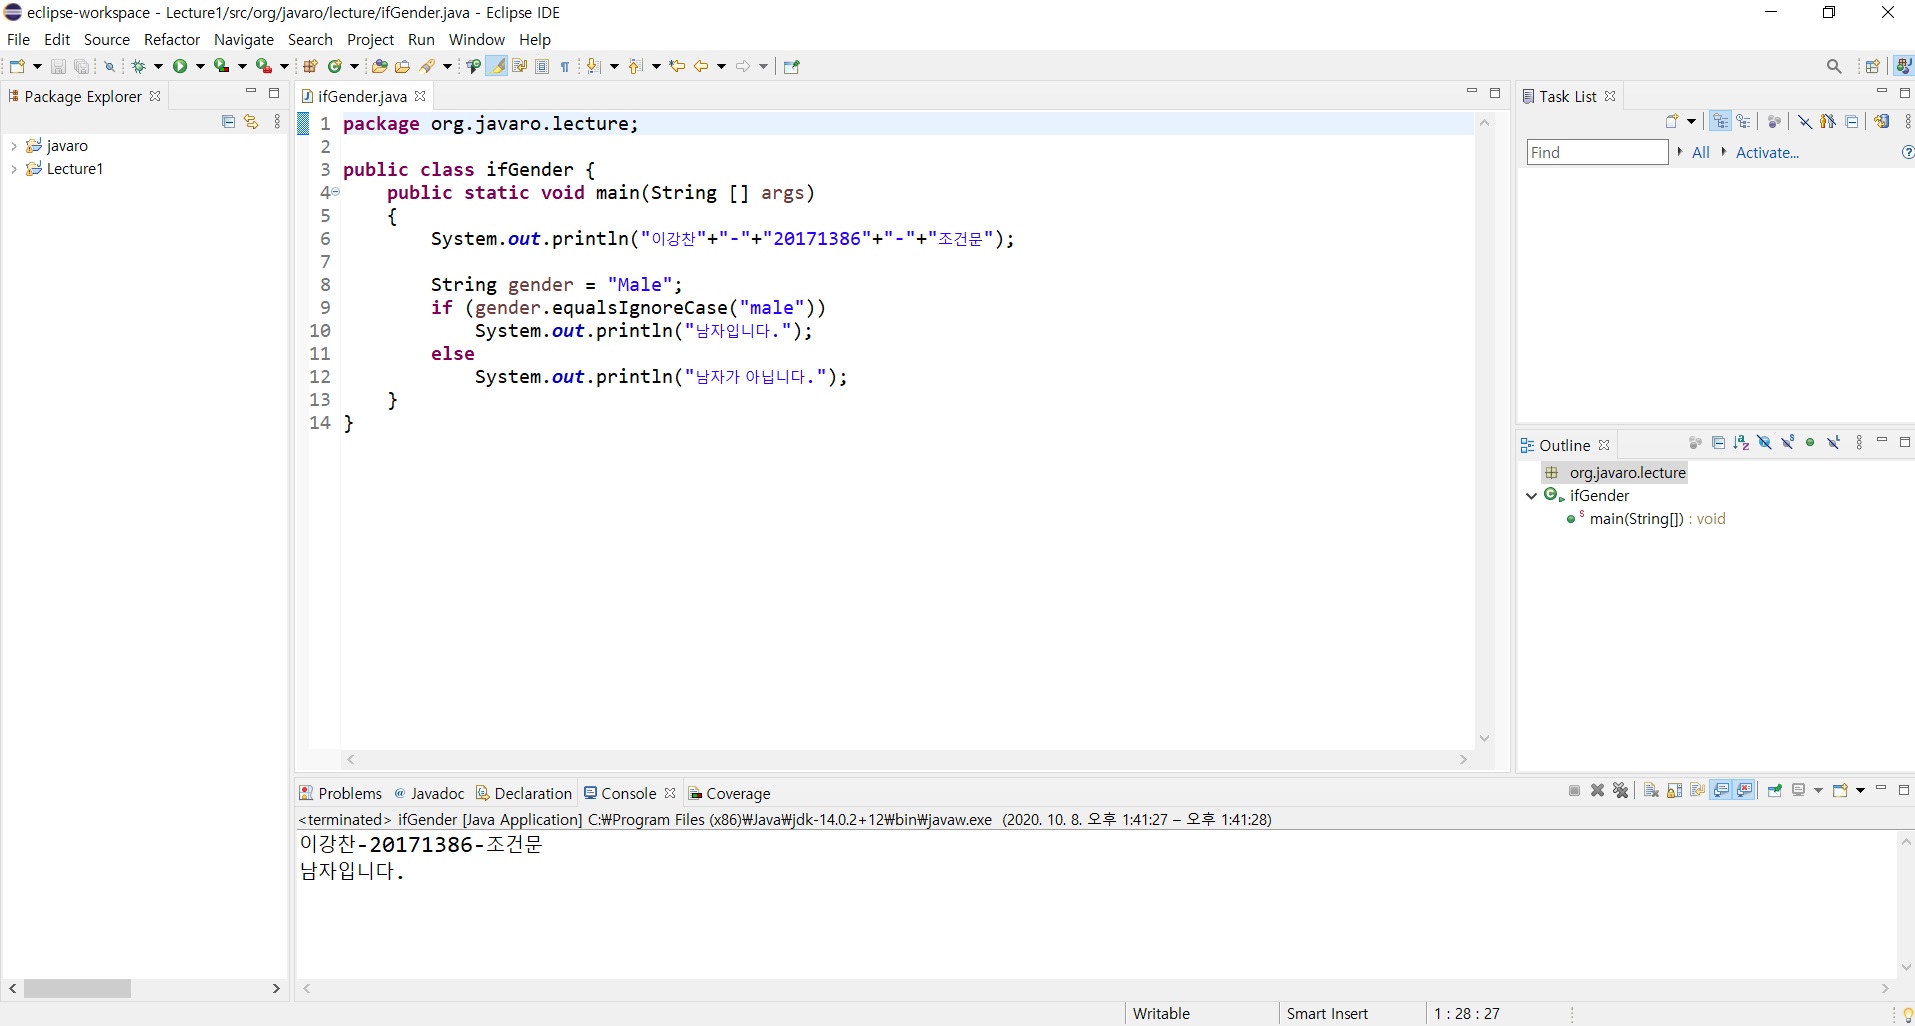 eclipse-workspace - Lecture1/src/org/javaro/lecture/ifGender.java - Eclipse IDE
File Edit Source Refactor Navigate Search Project Run Window Help
Package Explorer
javaro
Lecture1
ifGender.java
1 package org.javaro.lecture;
2
3 public class ifGender {
4 public static void main(String [] args)
5 {
6 System.out.println("이강찬"+"-"+"20171386"+"-"+"조건문");
7
8 String gender = "Male";
9 if (gender.equalsIgnoreCase("male"))
10 System.out.println("남자입니다.");
11 else
12 System.out.println("남자가 아닙니다.");
13 }
14 }
Task List
Find All Activate...
Outline
org.javaro.lecture
ifGender
main(String[]) : void
Problems Javadoc Declaration Console Coverage
<terminated> ifGender [Java Application] C:₩Program Files (x86)₩Java₩jdk-14.0.2+12₩bin₩javaw.exe (2020. 10. 8. 오후 1:41:27 – 오후 1:41:28)
이강찬-20171386-조건문
남자입니다.
Writable Smart Insert 1 : 28 : 27